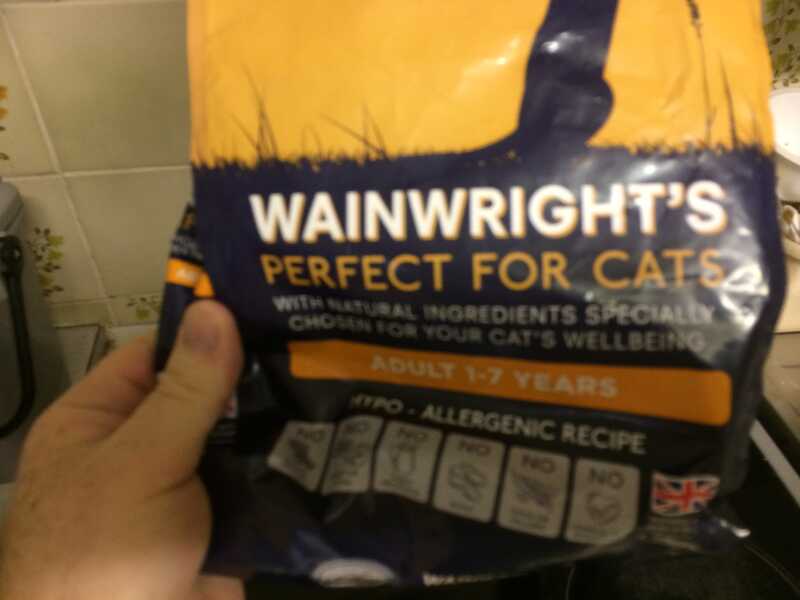 WAINWRIGHT'S
PERFECT FOR CATS
WITH NATURAL INGREDIENTS SPECIALLY
CHOSEN FOR YOUR CAT'S WELLBEING
ADULT 1-7 YEARS
HYPO - ALLERGENIC RECIPE
NO NO NO NO NO NO